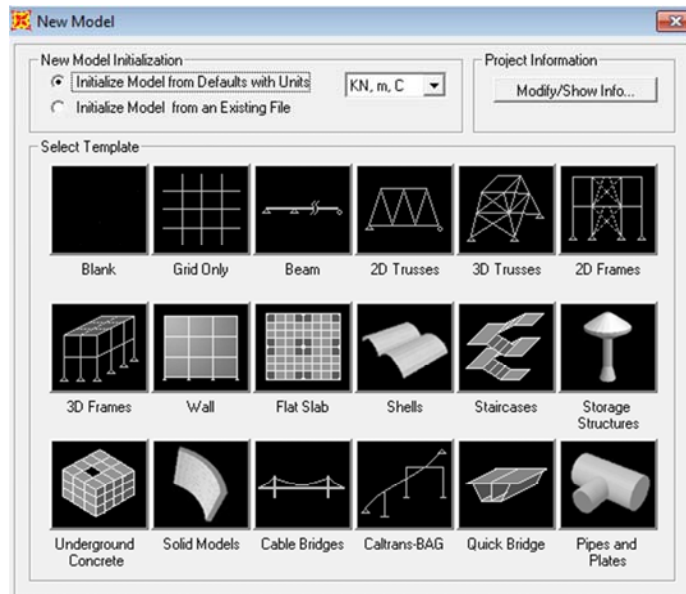 New Model
New Model Initialization
Initialize Model from Defaults with Units
KN, m, C
Initialize Model from an Existing File
Project Information
Modify/Show Info...
Select Template
Blank
Grid Only
Beam
2D Trusses
3D Trusses
2D Frames
3D Frames
Wall
Flat Slab
Shells
Staircases
Storage
Structures
Underground
Concrete
Solid Models
Cable Bridges
Caltrans-BAG
Quick Bridge
Pipes and
Plates